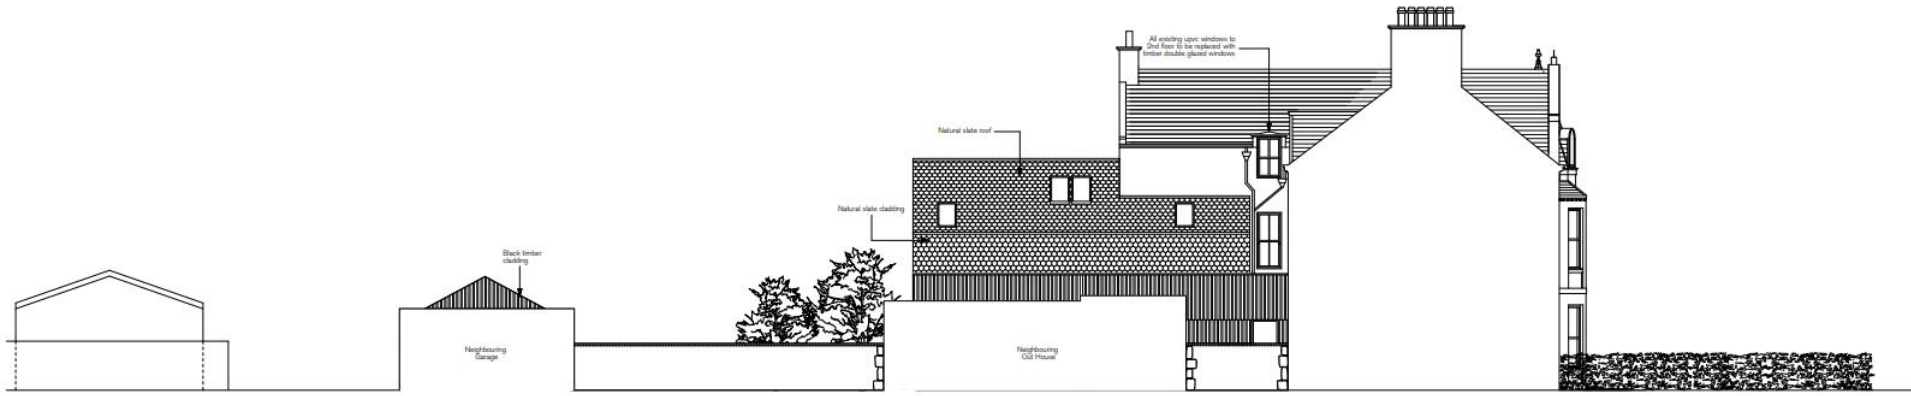 All existing upvc windows to
2nd floor to be replaced with
timber double glazed windows
Natural slate roof
Natural slate cladding
Black timber
cladding
Neighbouring
Garage
Neighbouring
Out House